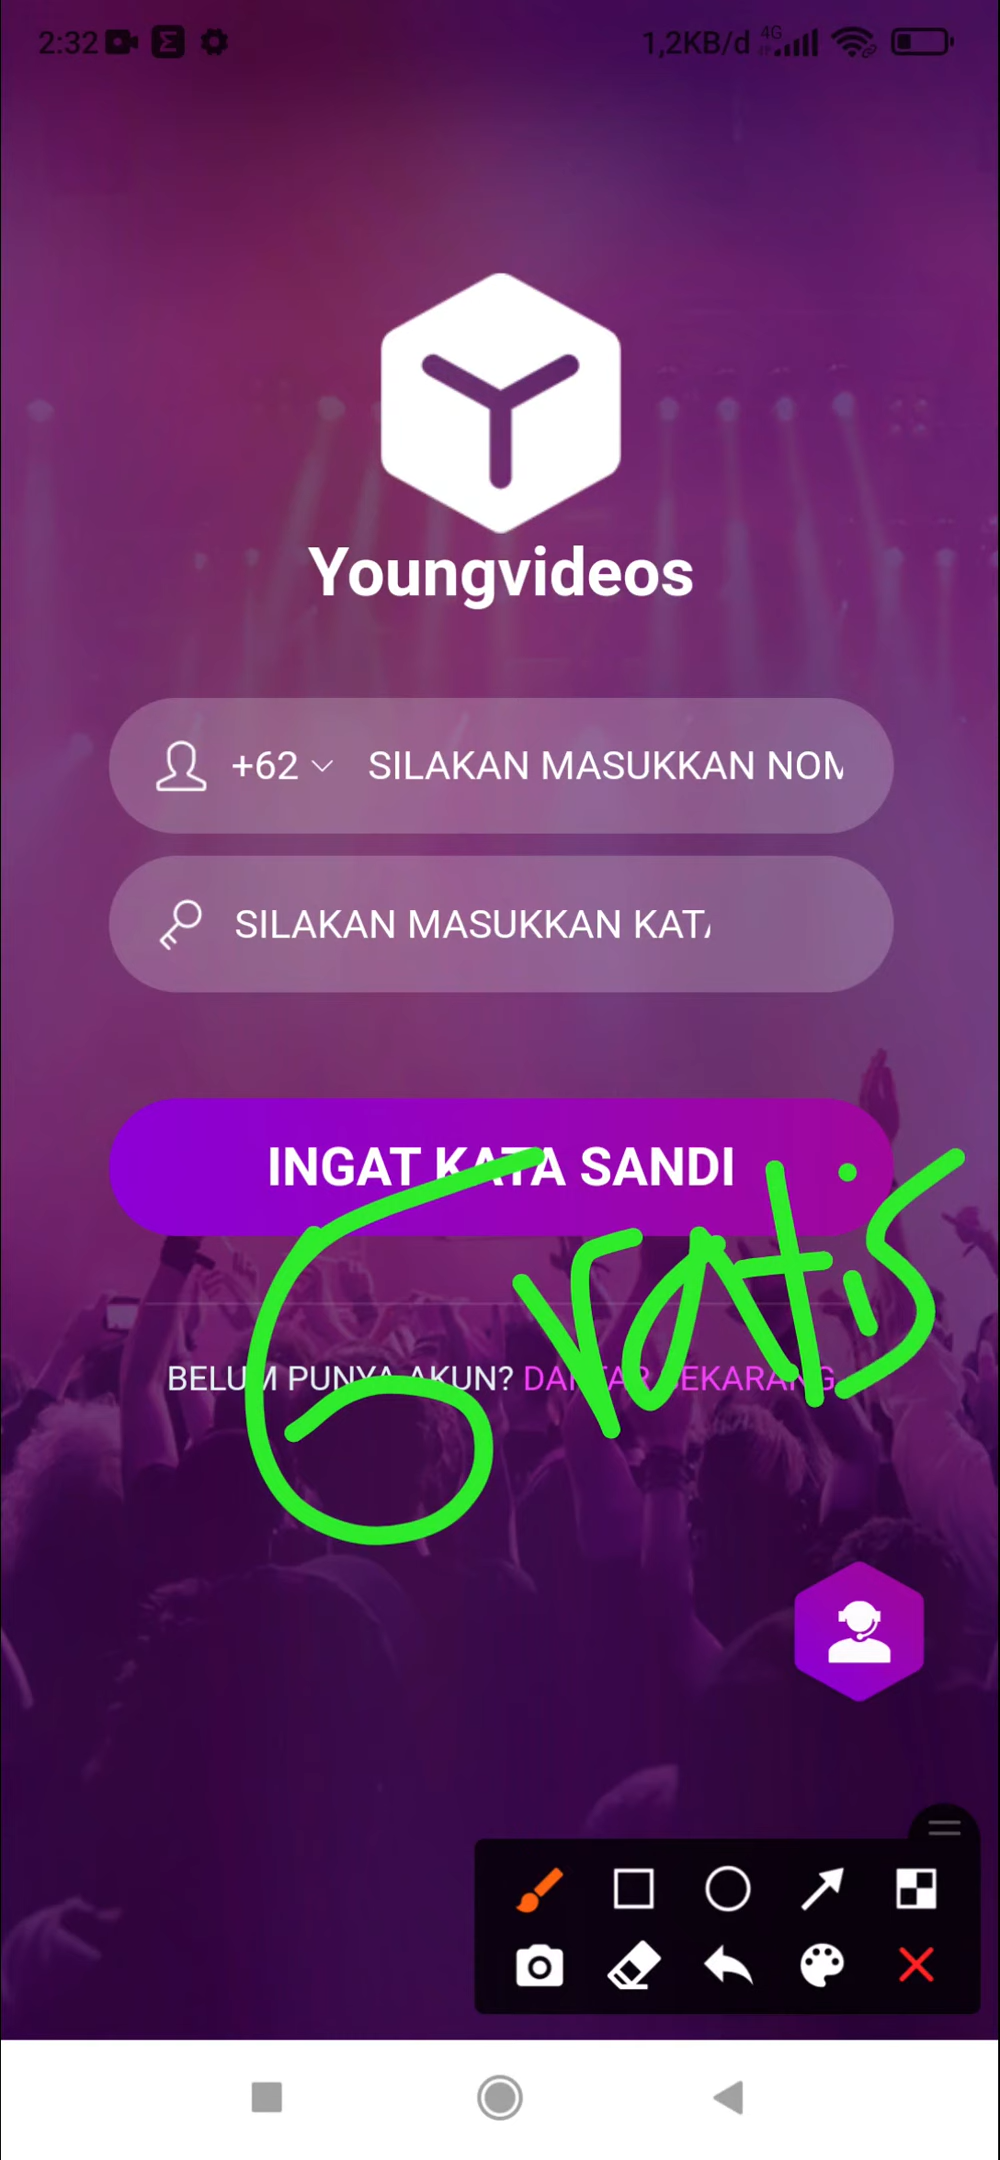 2:32 1,2KB/d 4G
Youngvideos
+62 SILAKAN MASUKKAN NOM
SILAKAN MASUKKAN KATA
INGAT KATA SANDI
Gratis
BELUM PUNYA AKUN? DAFTAR SEKARANG